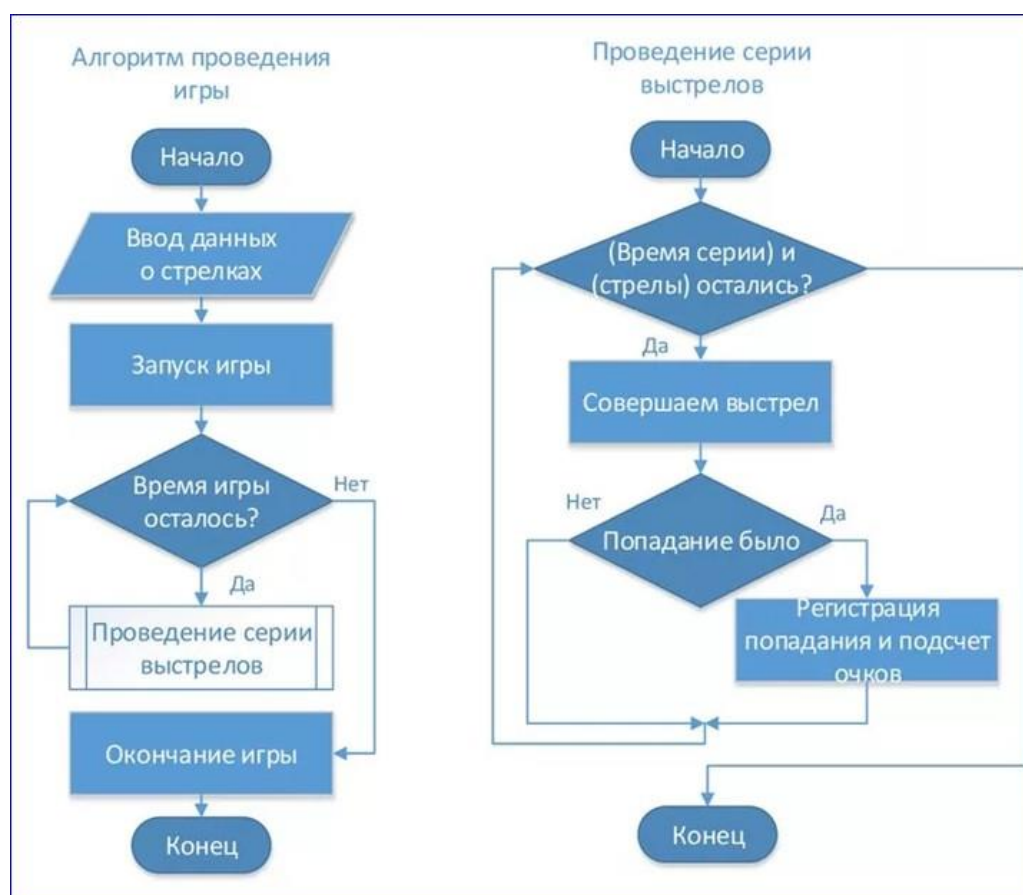 Алгоритм проведения
игры
Начало
Ввод данных
о стрелках
Запуск игры
Время игры
осталось?
Нет
Да
Проведение серии
выстрелов
Окончание игры
Конец
Проведение серии
выстрелов
Начало
(Время серии) и
(стрелы) остались?
Да
Совершаем выстрел
Нет
Да
Попадание было
Регистрация
попадания и подсчет
очков
Конец